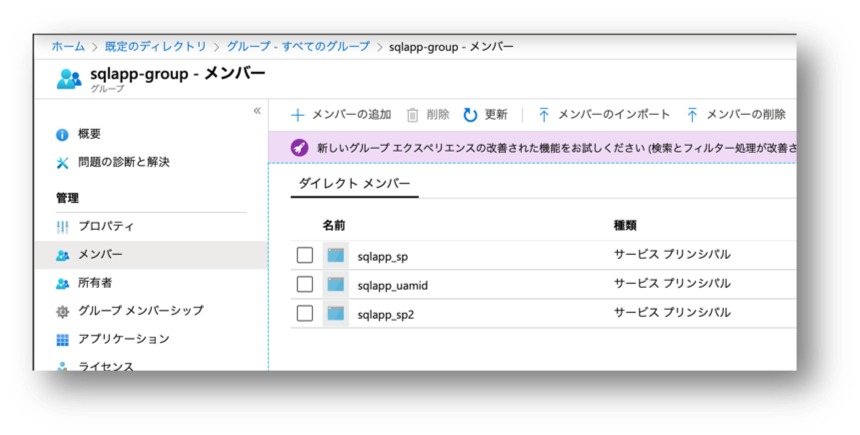 ホーム > 既定のディレクトリ > グループ - すべてのグループ > sqlapp-group - メンバー
sqlapp-group - メンバー
グループ
«
概要
問題の診断と解決
管理
プロパティ
メンバー
所有者
グループ メンバーシップ
アプリケーション
ライセンス
メンバーの追加 削除 更新 メンバーのインポート メンバーの削除
新しいグループ エクスペリエンスの改善された機能をお試しください (検索とフィルター処理が改善さ
ダイレクト メンバー
名前 種類
sqlapp_sp サービス プリンシパル
sqlapp_uamid サービス プリンシパル
sqlapp_sp2 サービス プリンシパル